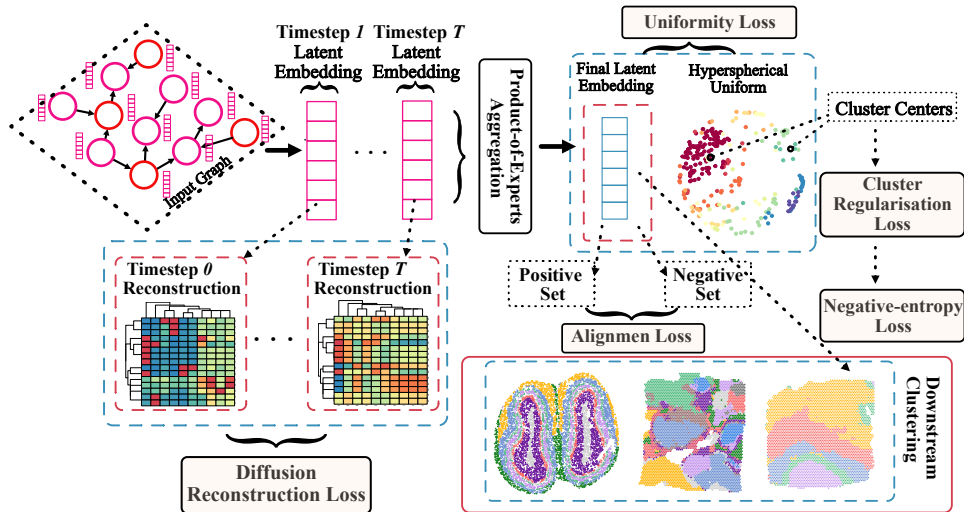 Input Graph
Timestep 1
Latent
Embedding
Timestep T
Latent
Embedding
Product-of-Experts
Aggregation
Uniformity Loss
Final Latent
Embedding
Hyperspherical
Uniform
Cluster Centers
Cluster
Regularisation
Loss
Negative-entropy
Loss
Positive
Set
Negative
Set
Alignmen Loss
Timestep 0
Reconstruction
Timestep T
Reconstruction
Diffusion
Reconstruction Loss
Downstream
Clustering